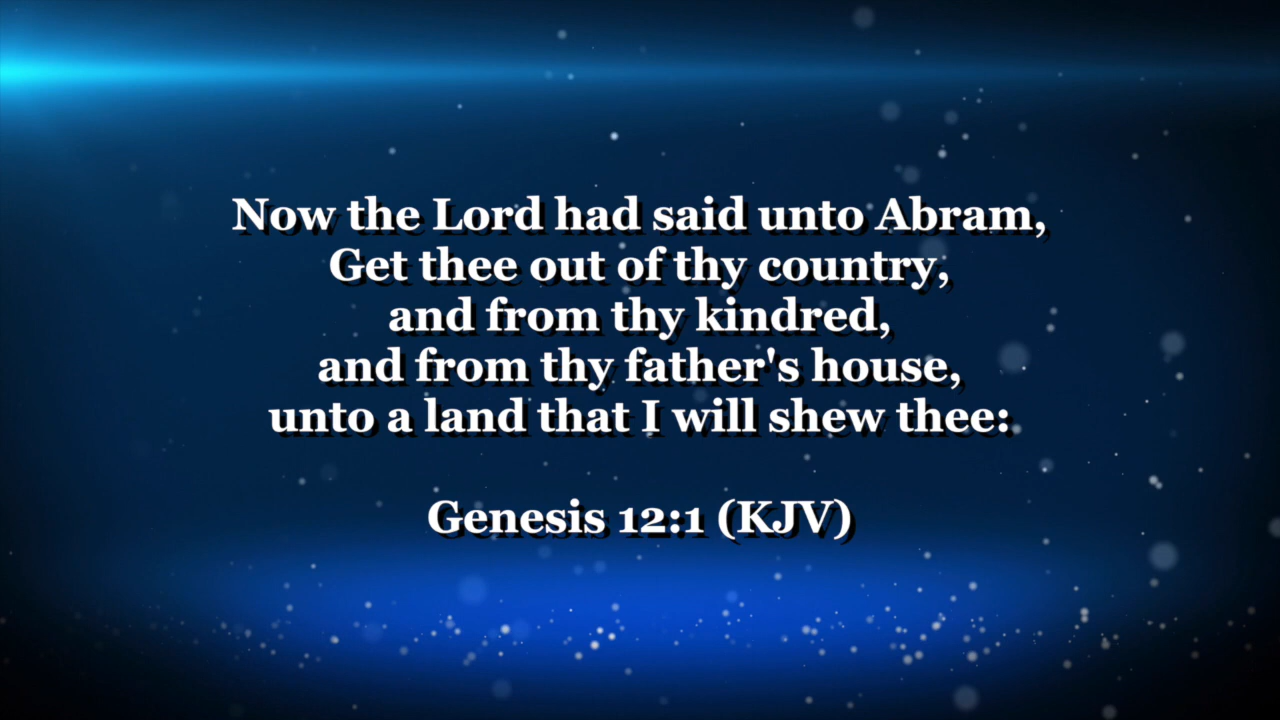 Now the Lord had said unto Abram,
Get thee out of thy country,
and from thy kindred,
and from thy father's house,
unto a land that I will shew thee:
Genesis 12:1 (KJV)